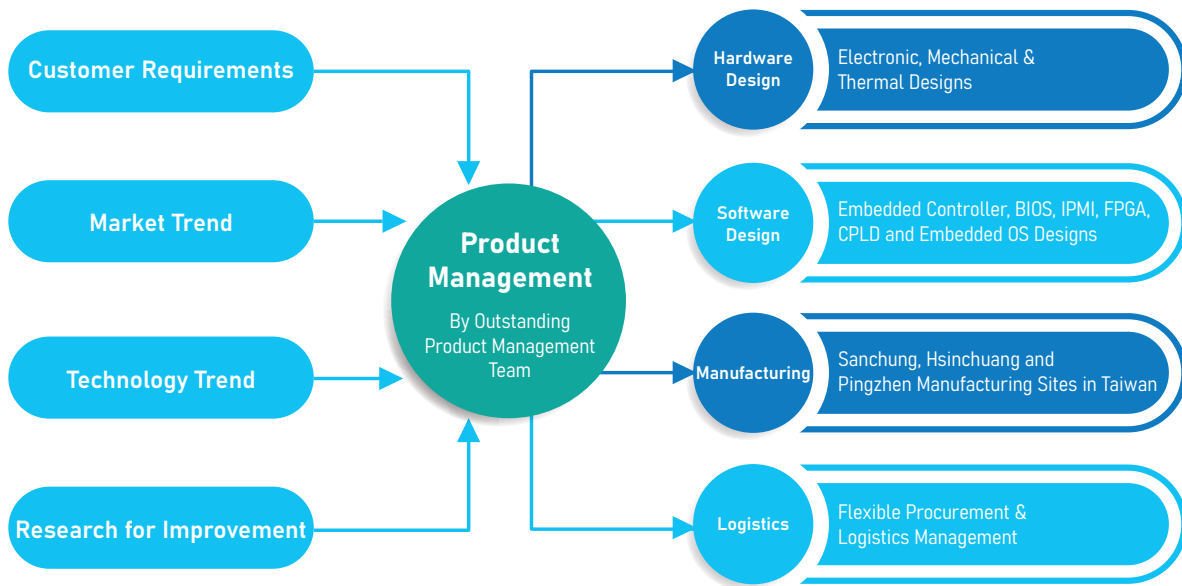 Customer Requirements
Market Trend
Technology Trend
Research for Improvement
Product
Management
By Outstanding
Product Management
Team
Hardware
Design
Electronic, Mechanical &
Thermal Designs
Software
Design
Embedded Controller, BIOS, IPMI, FPGA,
CPLD and Embedded OS Designs
Manufacturing
Sanchung, Hsinchuang and
Pingzhen Manufacturing Sites in Taiwan
Logistics
Flexible Procurement &
Logistics Management